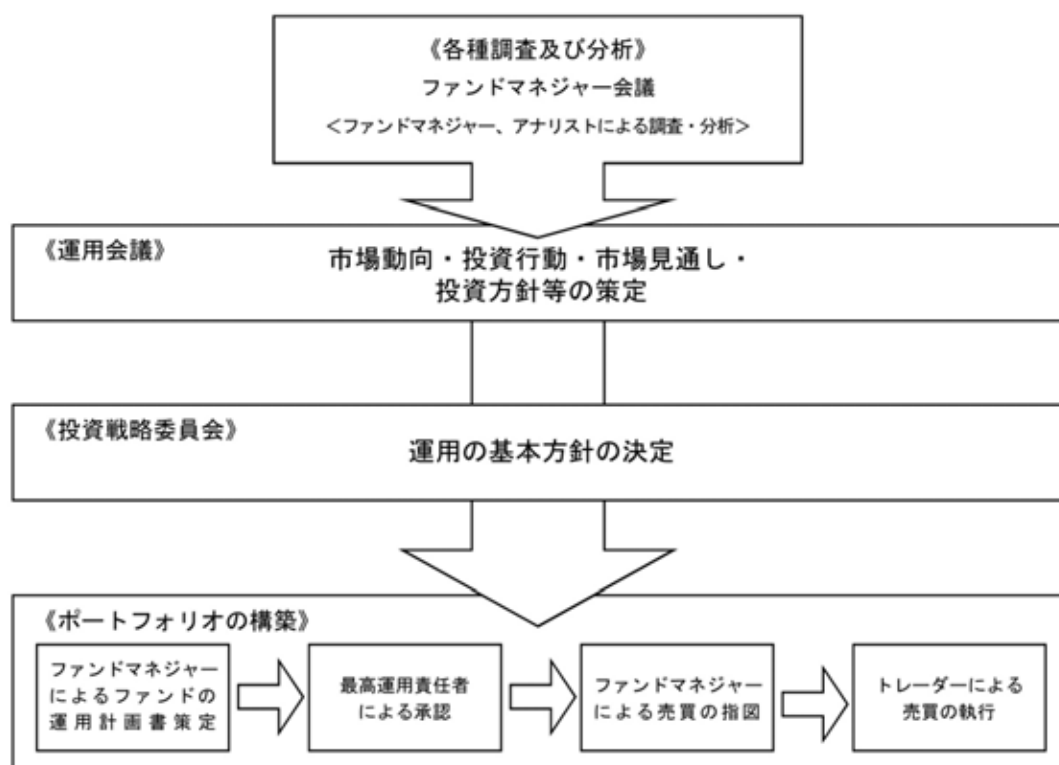 《各種調査及び分析》
ファンドマネジャー会議
＜ファンドマネジャー、アナリストによる調査・分析＞
《運用会議》
市場動向・投資行動・市場見通し・
投資方針等の策定
《投資戦略委員会》
運用の基本方針の決定
《ポートフォリオの構築》
ファンドマネジャー
によるファンドの
運用計画書策定
最高運用責任者
による承認
ファンドマネジャー
による売買の指図
トレーダーによる
売買の執行